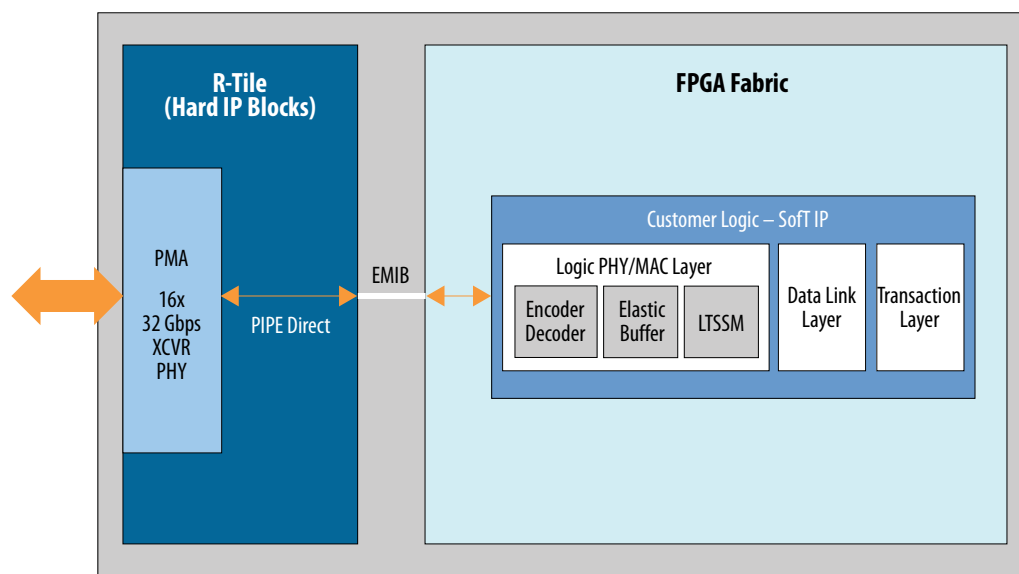 R-Tile
(Hard IP Blocks)
FPGA Fabric
PMA
16x
32 Gbps
XCVR
PHY
PIPE Direct
EMIB
Customer Logic – SofT IP
Logic PHY/MAC Layer
Encoder
Decoder
Elastic
Buffer
LTSSM
Data Link
Layer
Transaction
Layer